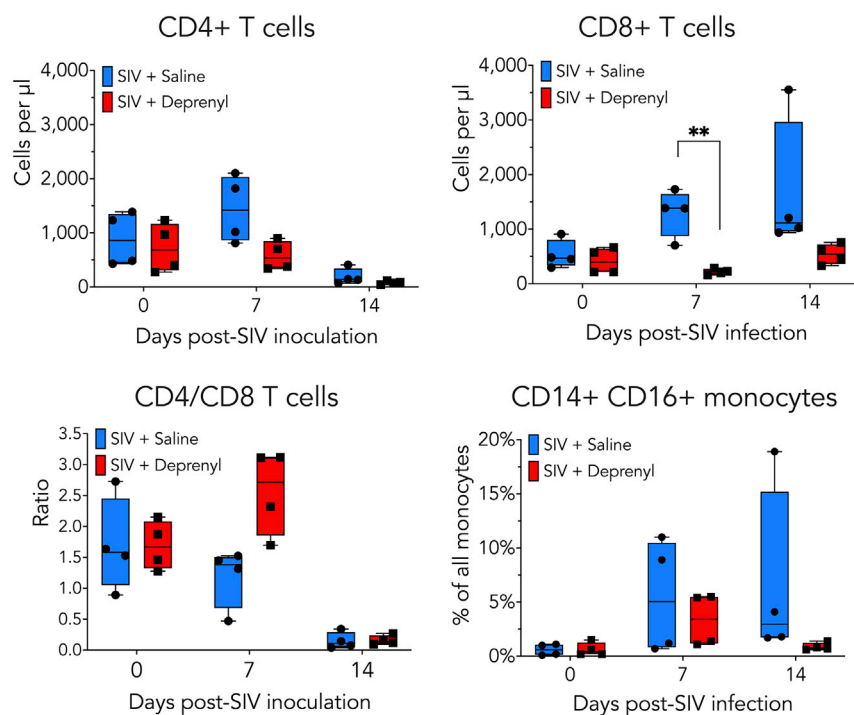 CD4+ T cells
Cells per µl
4,000
3,000
2,000
1,000
0
SIV + Saline
SIV + Deprenyl
0 7 14
Days post-SIV inoculation
CD8+ T cells
Cells per µl
4,000
3,000
2,000
1,000
0
SIV + Saline
SIV + Deprenyl
**
0 7 14
Days post-SIV infection
CD4/CD8 T cells
Ratio
3.5
3.0
2.5
2.0
1.5
1.0
0.5
0.0
SIV + Saline
SIV + Deprenyl
0 7 14
Days post-SIV inoculation
CD14+ CD16+ monocytes
% of all monocytes
20%
15%
10%
5%
0%
SIV + Saline
SIV + Deprenyl
0 7 14
Days post-SIV infection